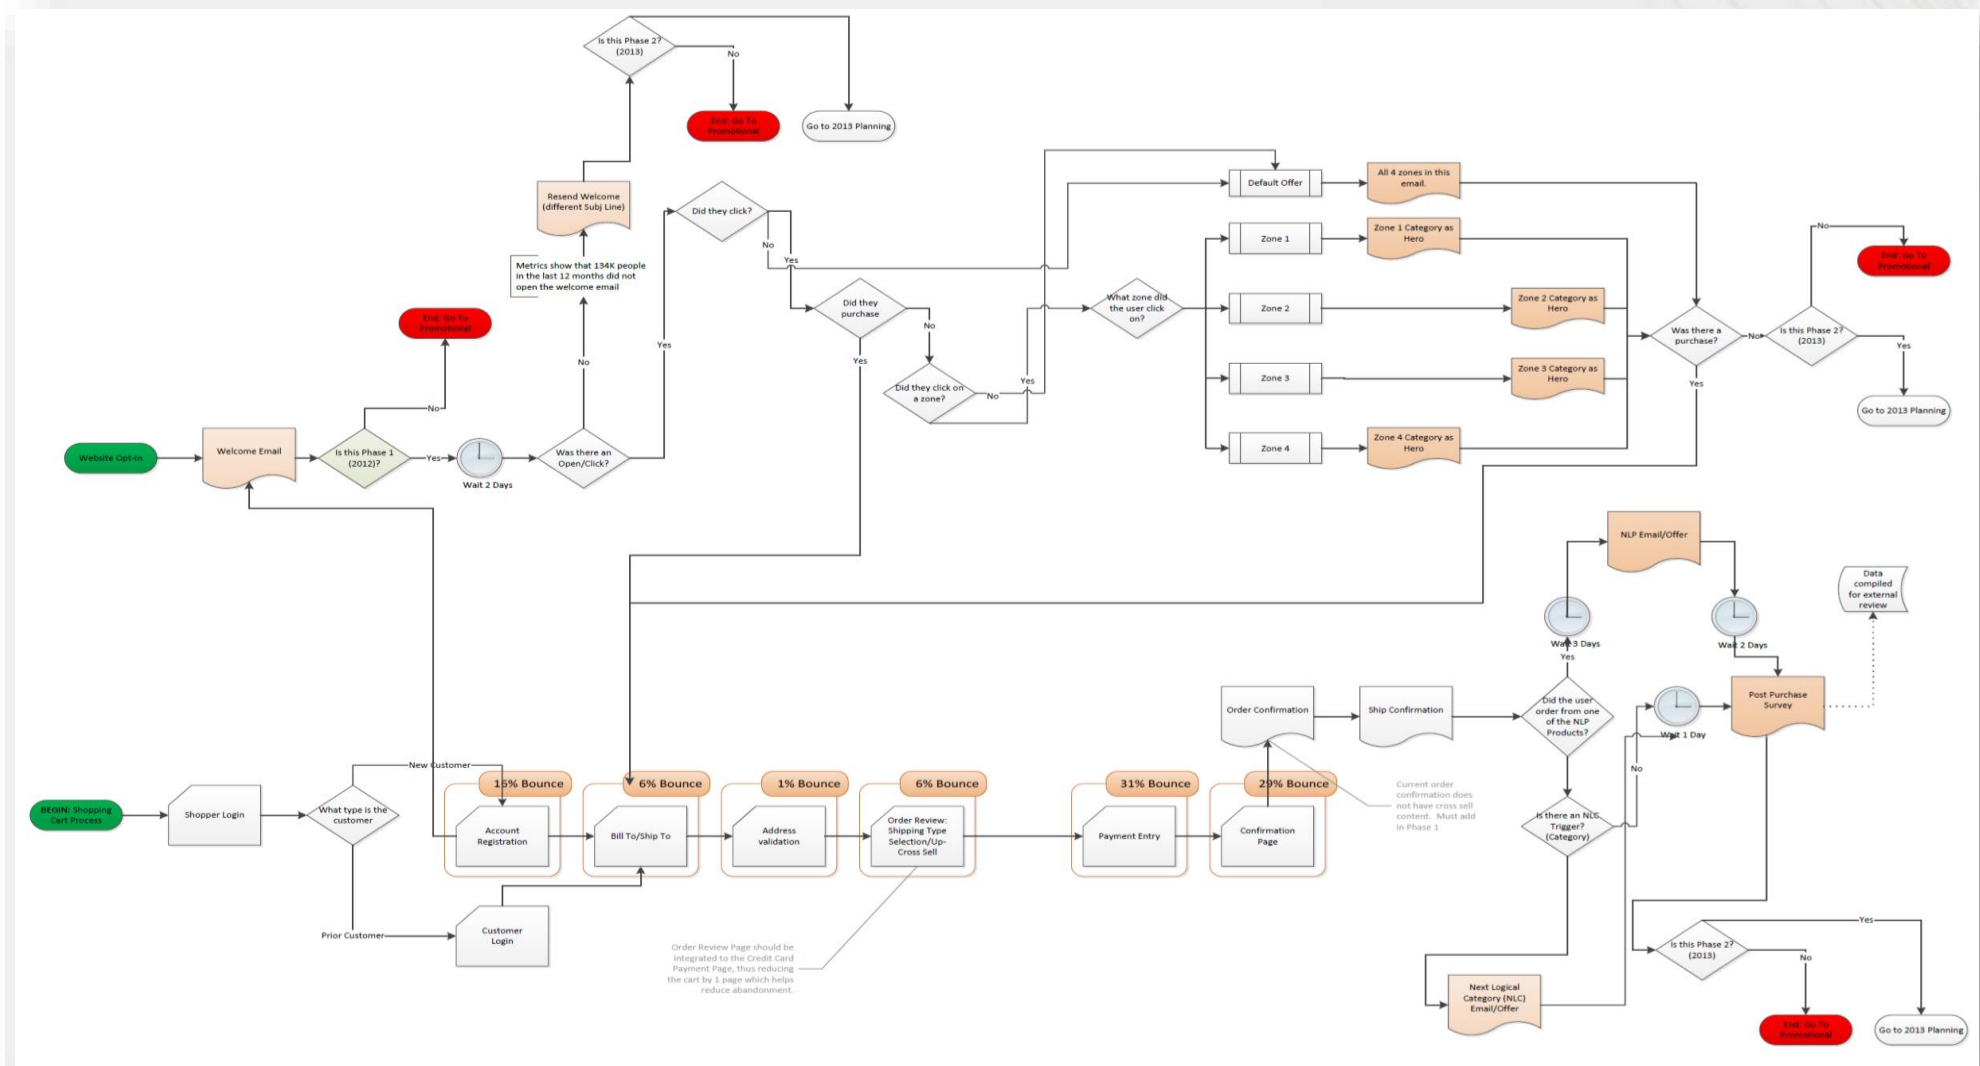 Is this Phase 2?
(2013)
No
End: Go To
Promotional
Go to 2013 Planning
Resend Welcome
(different Subj Line)
Metrics show that 134K people
in the last 12 months did not
open the welcome email
No
End: Go To
Promotional
No
Website Opt-In
Welcome Email
Is this Phase 1
(2012)?
Yes
Wait 2 Days
Was there an
Open/Click?
Yes
Did they click?
No
Yes
Did they
purchase
No
Yes
Did they click on
a zone?
No
Yes
What zone did
the user click
on?
Default Offer
All 4 zones in this
email.
Zone 1
Zone 1 Category as
Hero
Zone 2
Zone 2 Category as
Hero
Zone 3
Zone 3 Category as
Hero
Zone 4
Zone 4 Category as
Hero
Was there a
purchase?
No
Yes
Is this Phase 2?
(2013)
No
End: Go To
Promotional
Yes
Go to 2013 Planning
BEGIN: Shopping
Cart Process
Shopper Login
What type is the
customer
New Customer
Prior Customer
Customer
Login
16% Bounce
Account
Registration
6% Bounce
Bill To/Ship To
1% Bounce
Address
validation
6% Bounce
Order Review:
Shipping Type
Selection/Up-
Cross Sell
Order Review Page should be
integrated to the Credit Card
Payment Page, thus reducing
the cart by 1 page which helps
reduce abandonment.
31% Bounce
Payment Entry
29% Bounce
Confirmation
Page
Order Confirmation
Current order
confirmation does
not have cross sell
content. Must add
in Phase 1
Ship Confirmation
Did the user
order from one
of the NLP
Products?
Yes
Wait 3 Days
NLP Email/Offer
Wait 2 Days
Data
compiled
for external
review
Post Purchase
Survey
Wait 1 Day
No
Is there an NLC
Trigger?
(Category)
Next Logical
Category (NLC)
Email/Offer
Is this Phase 2?
(2013)
Yes
No
End: Go To
Promotional
Go to 2013 Planning